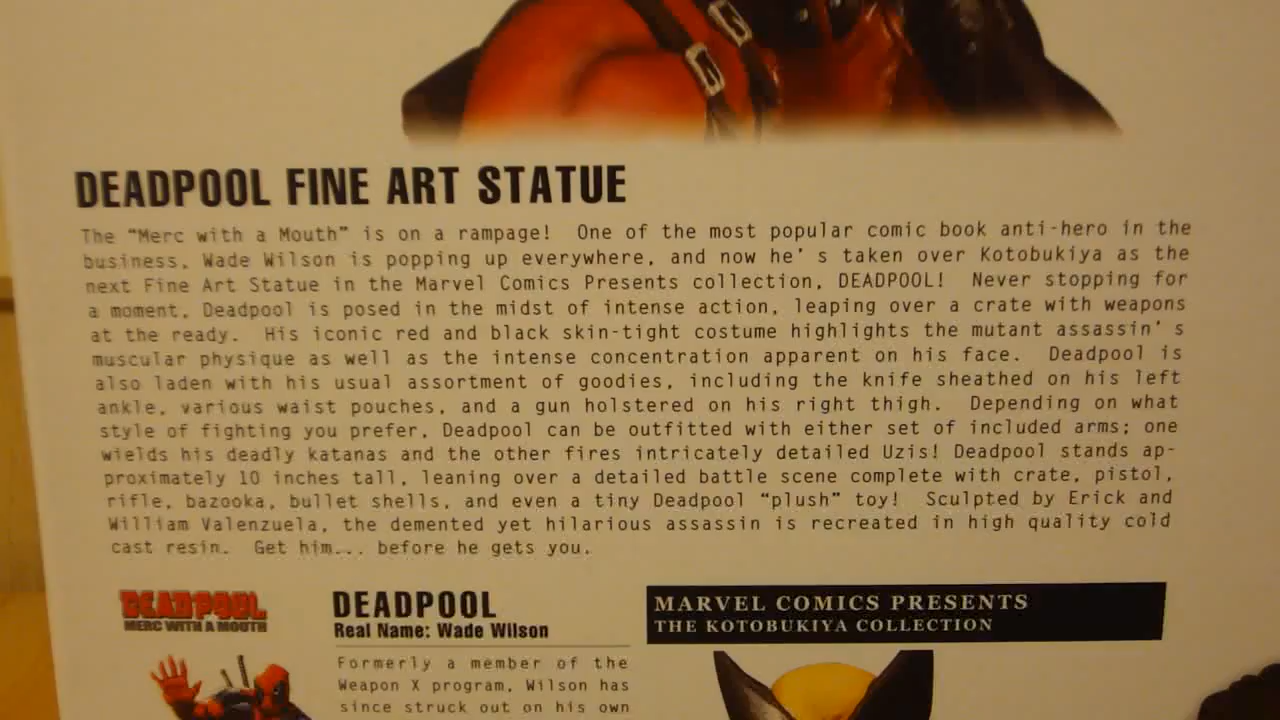 DEADPOOL FINE ART STATUE
The “Merc with a Mouth” is on a rampage! One of the most popular comic book anti-hero in the
business, Wade Wilson is popping up everywhere, and now he’s taken over Kotobukiya as the
next Fine Art Statue in the Marvel Comics Presents collection, DEADPOOL! Never stopping for
a moment, Deadpool is posed in the midst of intense action, leaping over a crate with weapons
at the ready. His iconic red and black skin-tight costume highlights the mutant assassin’s
muscular physique as well as the intense concentration apparent on his face. Deadpool is
also laden with his usual assortment of goodies, including the knife sheathed on his left
ankle, various waist pouches, and a gun holstered on his right thigh. Depending on what
style of fighting you prefer, Deadpool can be outfitted with either set of included arms; one
wields his deadly katanas and the other fires intricately detailed Uzis! Deadpool stands ap-
proximately 10 inches tall, leaning over a detailed battle scene complete with crate, pistol,
rifle, bazooka, bullet shells, and even a tiny Deadpool “plush” toy! Sculpted by Erick and
William Valenzuela, the demented yet hilarious assassin is recreated in high quality cold
cast resin. Get him... before he gets you.
DEADPOOL
MERC WITH A MOUTH
DEADPOOL
Real Name: Wade Wilson
Formerly a member of the
Weapon X program, Wilson has
since struck out on his own
MARVEL COMICS PRESENTS
THE KOTOBUKIYA COLLECTION